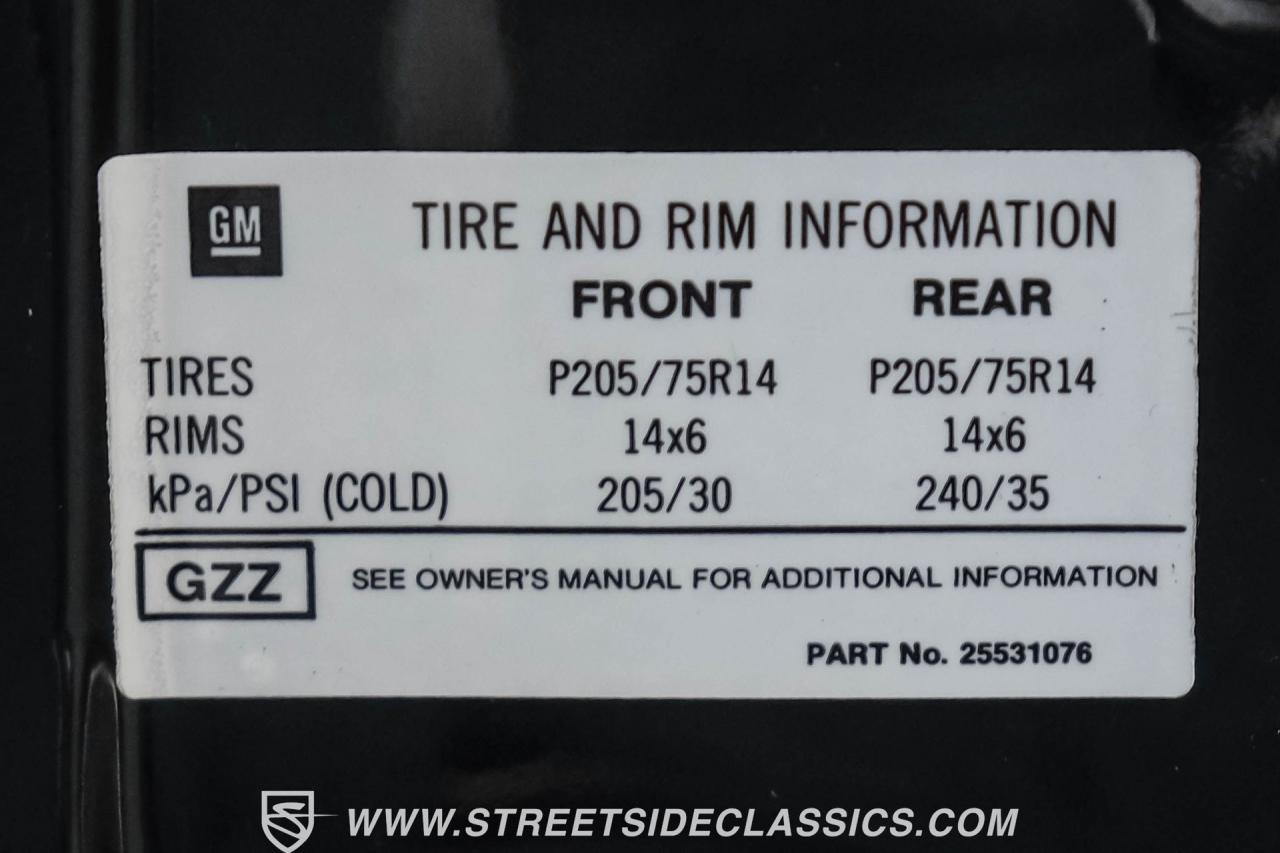 GM
TIRE AND RIM INFORMATION
FRONT REAR
TIRES P205/75R14 P205/75R14
RIMS 14x6 14x6
kPa/PSI (COLD) 205/30 240/35
GZZ SEE OWNER'S MANUAL FOR ADDITIONAL INFORMATION
PART No. 25531076
WWW.STREETSIDECLASSICS.COM